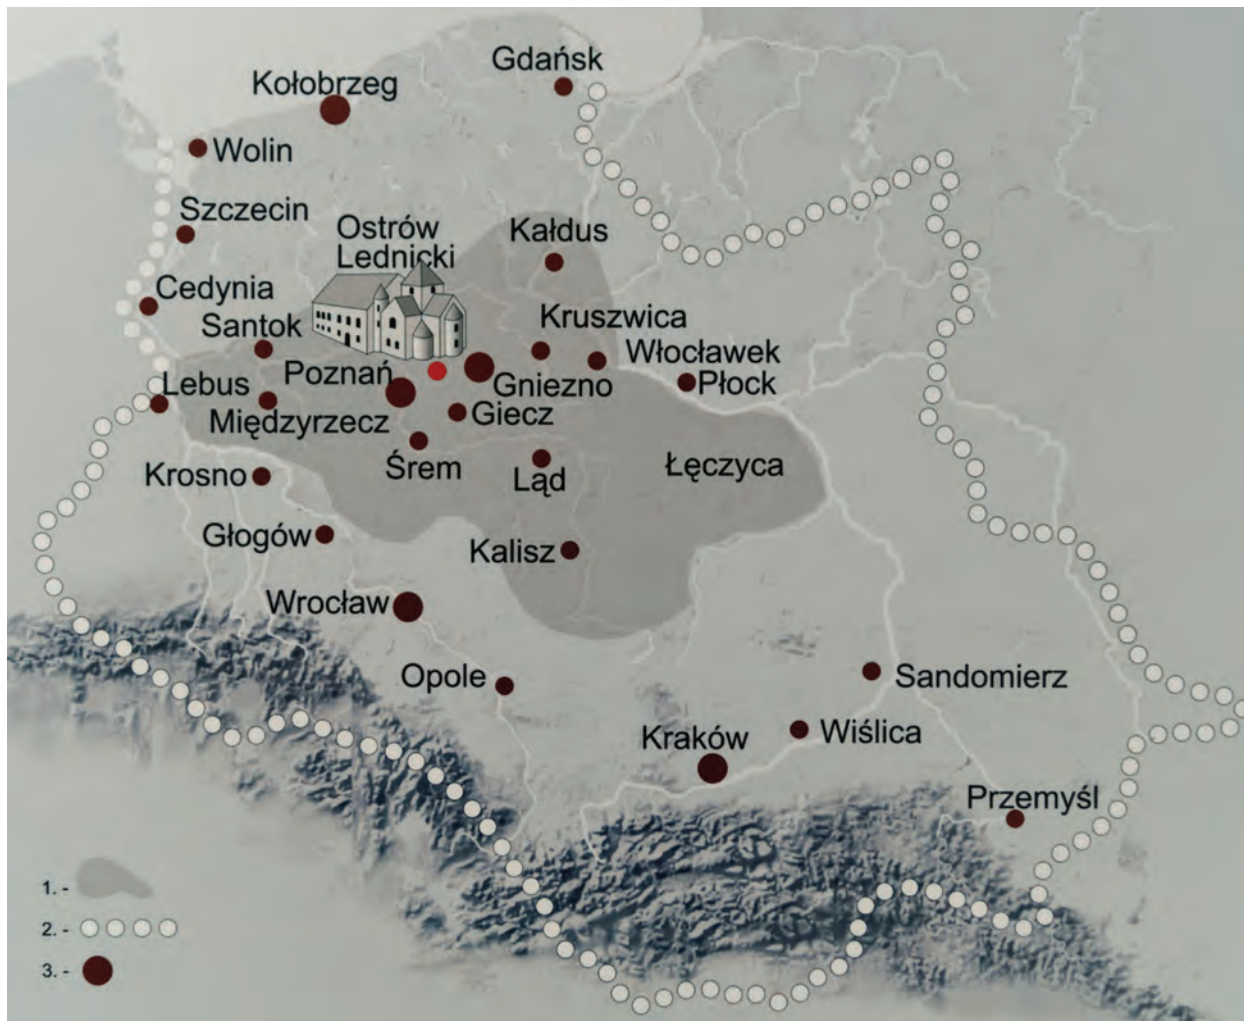 Gdańsk
Kołobrzeg
Wolin
Szczecin
Ostrów
Lednicki
Kałdus
Cedynia
Santok
Kruszwica
Włocławek
Poznań
Gniezno
Płock
Lebus
Międzyrzecz
Giecz
Śrem
Ląd
Łęczyca
Krosno
Głogów
Kalisz
Wrocław
Opole
Sandomierz
Kraków
Wiślica
Przemyśl
1. -
2. -
3. -